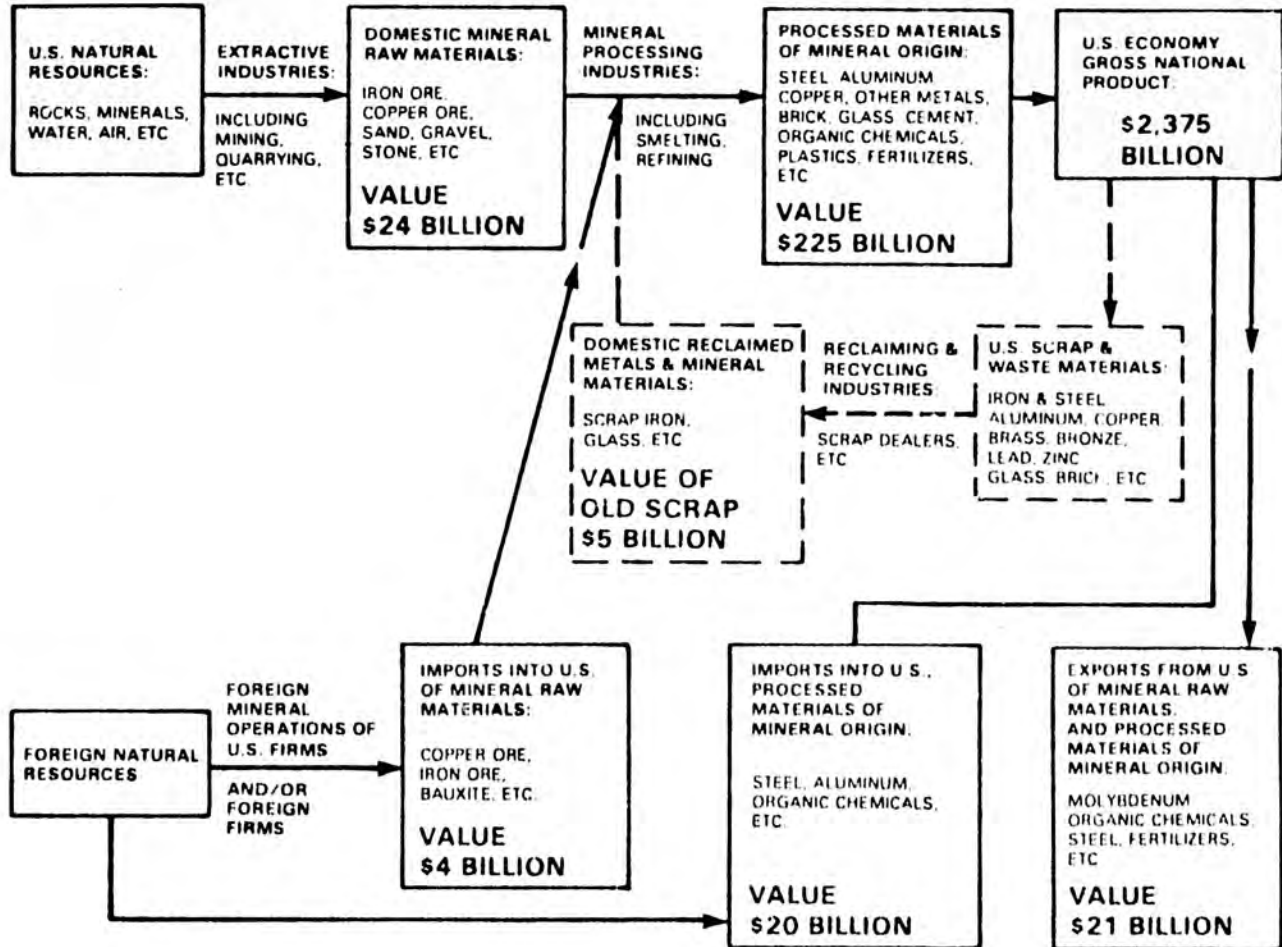 U.S. NATURAL
RESOURCES:
ROCKS, MINERALS,
WATER, AIR, ETC
EXTRACTIVE
INDUSTRIES:
INCLUDING
MINING,
QUARRYING,
ETC.
DOMESTIC MINERAL
RAW MATERIALS:
IRON ORE,
COPPER ORE,
SAND, GRAVEL,
STONE, ETC
VALUE
$24 BILLION
MINERAL
PROCESSING
INDUSTRIES:
INCLUDING
SMELTING,
REFINING
PROCESSED MATERIALS
OF MINERAL ORIGIN:
STEEL, ALUMINUM
COPPER, OTHER METALS,
BRICK, GLASS, CEMENT,
ORGANIC CHEMICALS,
PLASTICS, FERTILIZERS,
ETC
VALUE
$225 BILLION
U.S. ECONOMY
GROSS NATIONAL
PRODUCT:
$2,375
BILLION
DOMESTIC RECLAIMED
METALS & MINERAL
MATERIALS:
SCRAP IRON,
GLASS, ETC
VALUE OF
OLD SCRAP
$5 BILLION
RECLAIMING &
RECYCLING
INDUSTRIES:
SCRAP DEALERS,
ETC
U.S. SCRAP &
WASTE MATERIALS:
IRON & STEEL
ALUMINUM, COPPER
BRASS, BRONZE,
LEAD, ZINC
GLASS, BRICK, ETC
FOREIGN NATURAL
RESOURCES
FOREIGN
MINERAL
OPERATIONS OF
U.S. FIRMS
AND/OR
FOREIGN
FIRMS
IMPORTS INTO U.S.
OF MINERAL RAW
MATERIALS:
COPPER ORE,
IRON ORE,
BAUXITE, ETC.
VALUE
$4 BILLION
IMPORTS INTO U.S.,
PROCESSED
MATERIALS OF
MINERAL ORIGIN.
STEEL, ALUMINUM,
ORGANIC CHEMICALS,
ETC.
VALUE
$20 BILLION
EXPORTS FROM U.S
OF MINERAL RAW
MATERIALS,
AND PROCESSED
MATERIALS OF
MINERAL ORIGIN.
MOLYBDENUM
ORGANIC CHEMICALS,
STEEL, FERTILIZERS,
ETC
VALUE
$21 BILLION